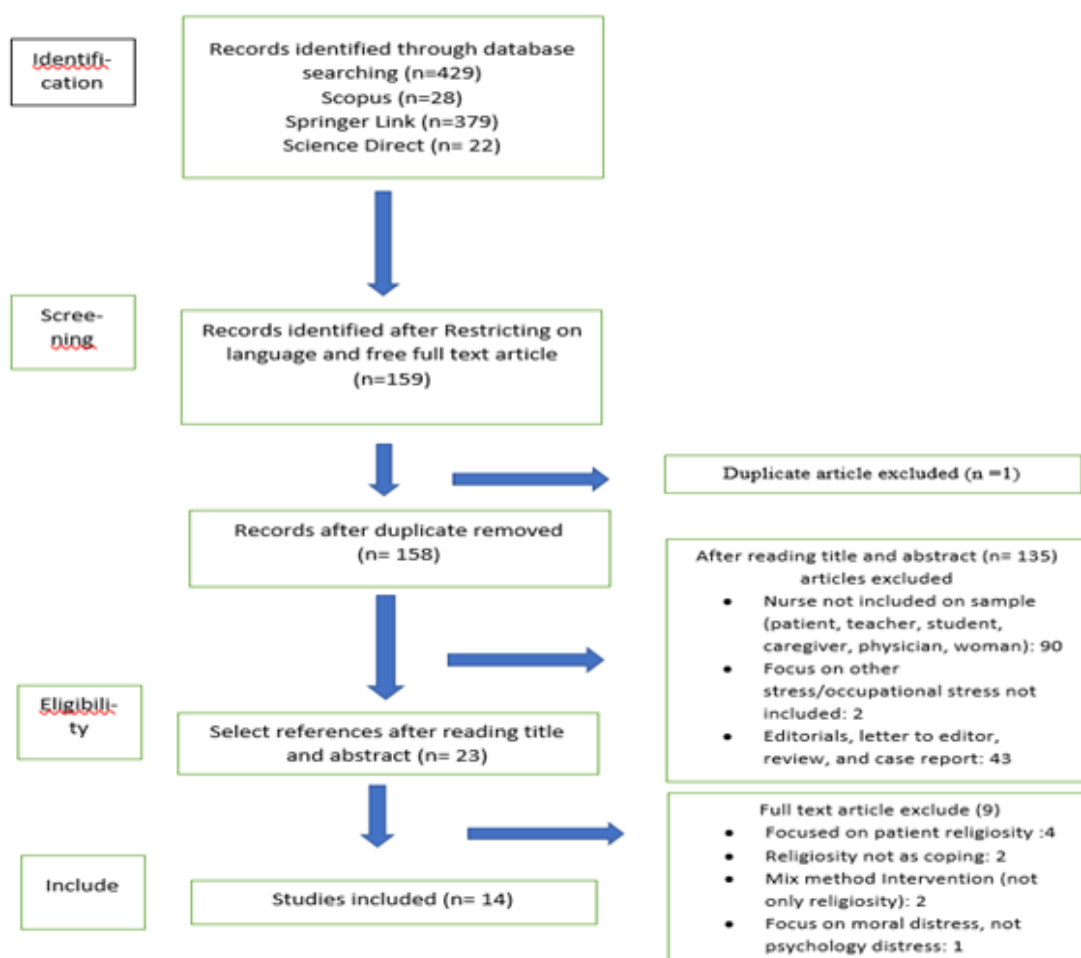 Identifi-
cation
Records identified through database
searching (n=429)
Scopus (n=28)
Springer Link (n=379)
Science Direct (n= 22)
Scree-
ning
Records identified after Restricting on
language and free full text article
(n=159)
Duplicate article excluded (n =1)
Records after duplicate removed
(n= 158)
After reading title and abstract (n= 135)
articles excluded
• Nurse not included on sample
(patient, teacher, student,
caregiver, physician, woman): 90
• Focus on other
stress/occupational stress not
included: 2
• Editorials, letter to editor,
review, and case report: 43
Eligibili-
ty
Select references after reading title
and abstract (n= 23)
Full text article exclude (9)
• Focused on patient religiosity :4
• Religiosity not as coping: 2
• Mix method Intervention (not
only religiosity): 2
• Focus on moral distress, not
psychology distress: 1
Include
Studies included (n= 14)